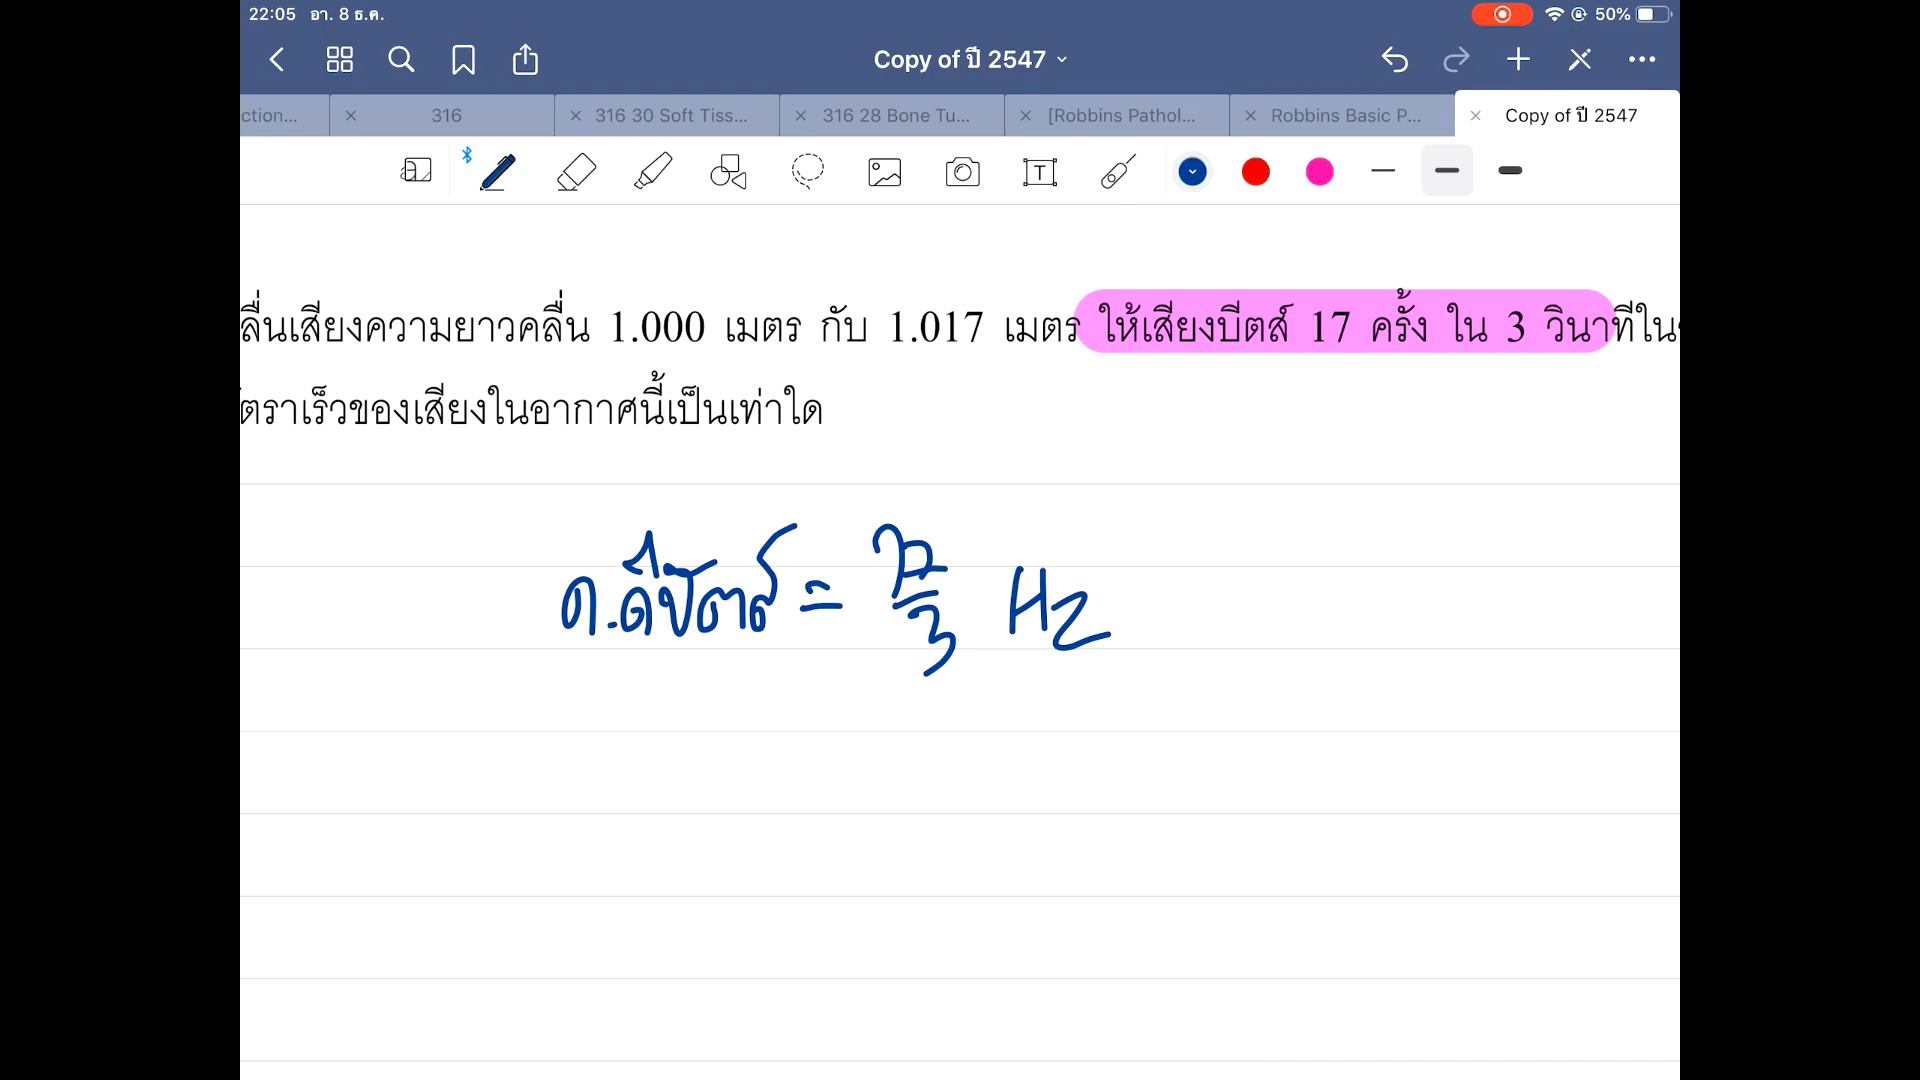 22:05 อา. 8 ธ.ค. 50%
Copy of ปี 2547
ction... 316 316 30 Soft Tiss... 316 28 Bone Tu... [Robbins Pathol... Robbins Basic P... Copy of ปี 2547
ลื่นเสียงความยาวคลื่น 1.000 เมตร กับ 1.017 เมตร ให้เสียงบีตส์ 17 ครั้ง ใน 3 วินาทีใน
ตราเร็วของเสียงในอากาศนี้เป็นเท่าใด
= 17/3 Hz